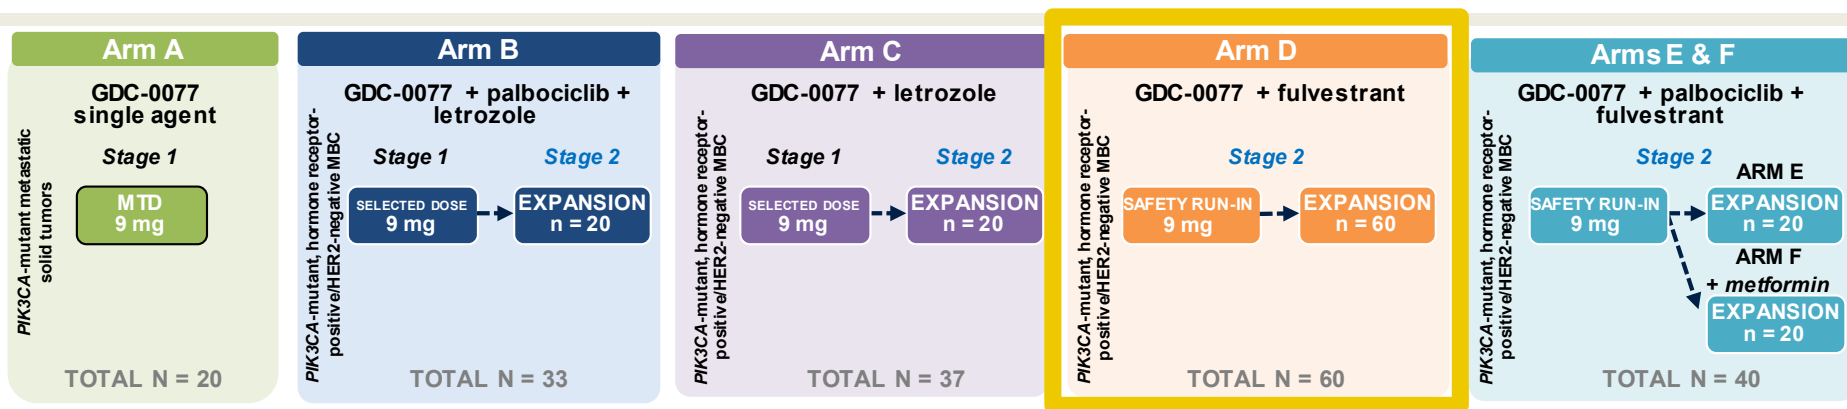 Arm A
GDC-0077
single agent
PIK3CA-mutant metastatic
solid tumors
Stage 1
MTD
9 mg
TOTAL N = 20
Arm B
GDC-0077 + palbociclib +
letrozole
PIK3CA-mutant, hormone receptor-
positive/HER2-negative MBC
Stage 1
Stage 2
SELECTED DOSE
9 mg
EXPANSION
n = 20
TOTAL N = 33
Arm C
GDC-0077 + letrozole
PIK3CA-mutant, hormone receptor-
positive/HER2-negative MBC
Stage 1
Stage 2
SELECTED DOSE
9 mg
EXPANSION
n = 20
TOTAL N = 37
Arm D
GDC-0077 + fulvestrant
PIK3CA-mutant, hormone receptor-
positive/HER2-negative MBC
Stage 2
SAFETY RUN-IN
9 mg
EXPANSION
n = 60
TOTAL N = 60
Arms E & F
GDC-0077 + palbociclib +
fulvestrant
PIK3CA-mutant, hormone receptor-
positive/HER2-negative MBC
Stage 2
ARM E
SAFETY RUN-IN
9 mg
EXPANSION
n = 20
ARM F
+ metformin
EXPANSION
n = 20
TOTAL N = 40